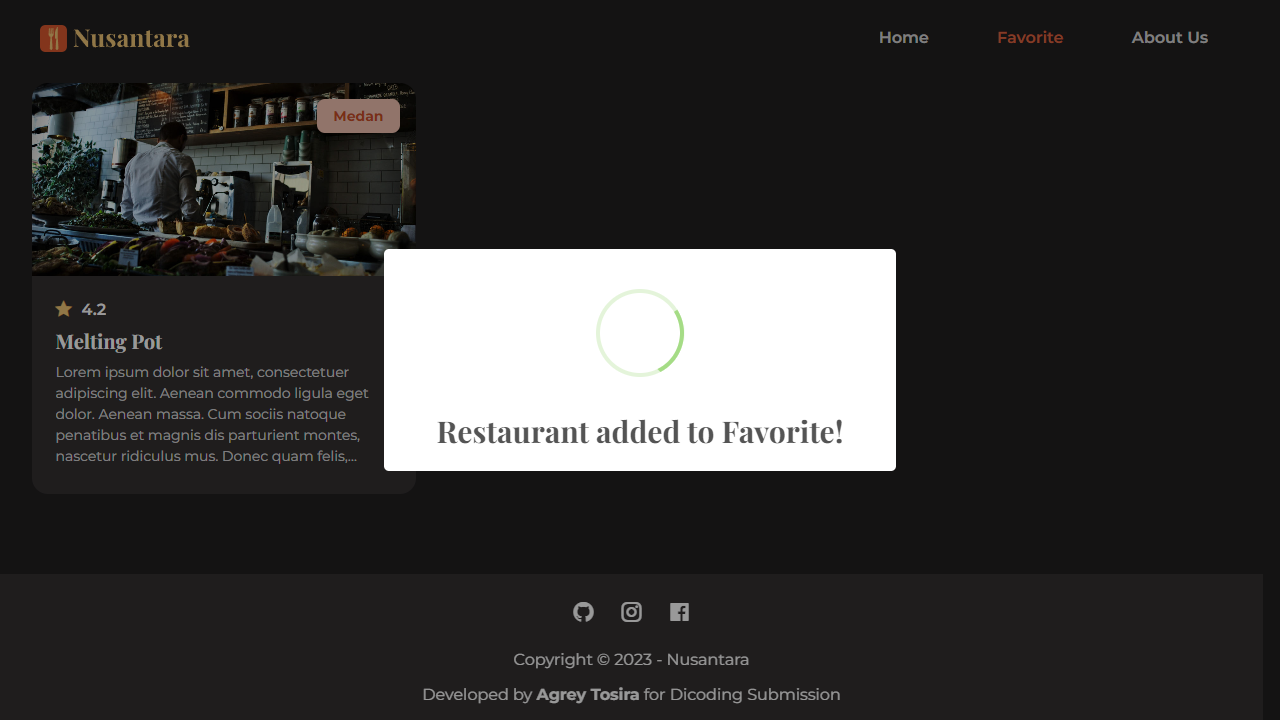 Nusantara
Home
Favorite
About Us
Medan
4.2
Melting Pot
Lorem ipsum dolor sit amet, consectetuer
adipiscing elit. Aenean commodo ligula eget
dolor. Aenean massa. Cum sociis natoque
penatibus et magnis dis parturient montes,
nascetur ridiculus mus. Donec quam felis,...
Restaurant added to Favorite!
Copyright © 2023 - Nusantara
Developed by Agrey Tosira for Dicoding Submission